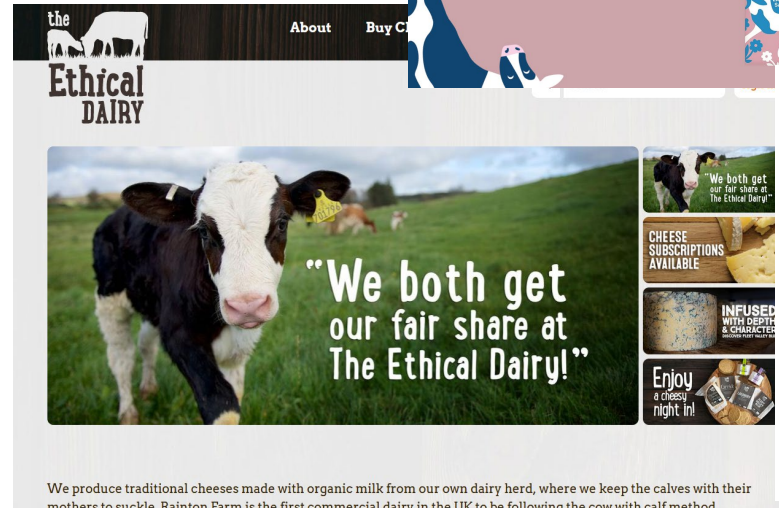 the
Ethical
DAIRY
About
Buy
"We both get
our fair share at
The Ethical Dairy!"
"We both get
our fair share at
The Ethical Dairy!"
CHEESE
SUBSCRIPTIONS
AVAILABLE
INFUSED
WITH DEPTH
& CHARACTER
DISCOVER FLEET VALLEY
Enjoy
a cheesy
night in!
We produce traditional cheeses made with organic milk from our own dairy herd, where we keep the calves with their
mothers to suckle. Rainton Farm is the first commercial dairy in the UK to be following the cow with calf method